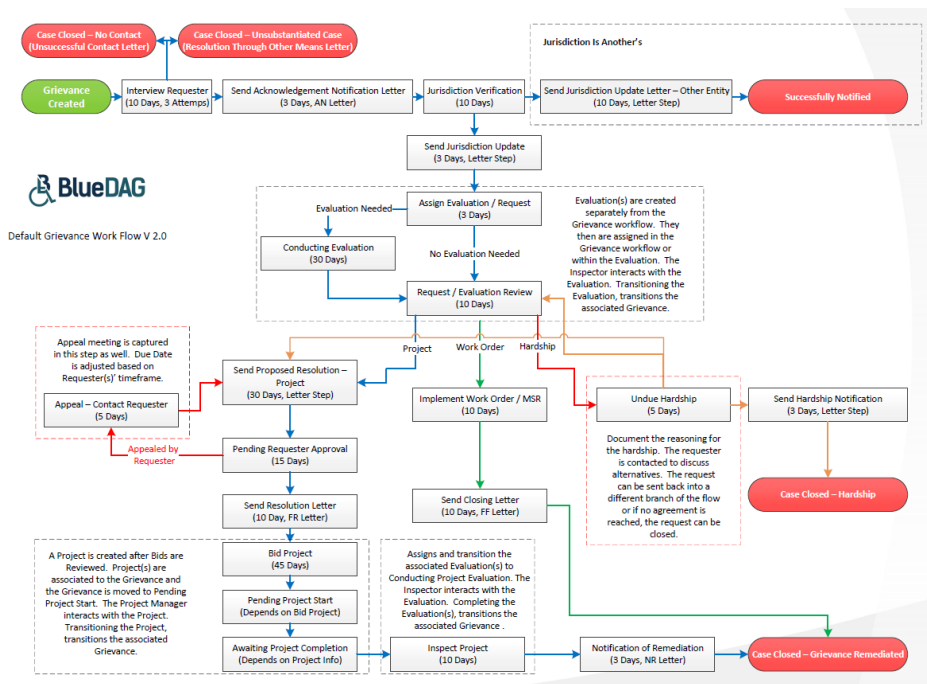 Case Closed – No Contact
(Unsuccessful Contact Letter)
Case Closed – Unsubstantiated Case
(Resolution Through Other Means Letter)
Jurisdiction Is Another's
Grievance
Created
Interview Requester
(10 Days, 3 Attemps)
Send Acknowledgement Notification Letter
(3 Days, AN Letter)
Jurisdiction Verification
(10 Days)
Send Jurisdiction Update Letter – Other Entity
(10 Days, Letter Step)
Successfully Notified
Send Jurisdiction Update
(3 Days, Letter Step)
BlueDAG
Default Grievance Work Flow V 2.0
Evaluation Needed
Assign Evaluation / Request
(3 Days)
Conducting Evaluation
(30 Days)
No Evaluation Needed
Request / Evaluation Review
(10 Days)
Evaluation(s) are created
separately from the
Grievance workflow. They
then are assigned in the
Grievance workflow or
within the Evaluation. The
Inspector interacts with the
Evaluation. Transitioning the
Evaluation, transitions the
associated Grievance.
Project
Work Order
Hardship
Appeal meeting is captured
in this step as well. Due Date
is adjusted based on
Requester(s)' timeframe.
Appeal – Contact Requester
(5 Days)
Send Proposed Resolution –
Project
(30 Days, Letter Step)
Implement Work Order / MSR
(10 Days)
Undue Hardship
(5 Days)
Send Hardship Notification
(3 Days, Letter Step)
Appealed by
Requester
Pending Requester Approval
(15 Days)
Document the reasoning for
the hardship. The requester
is contacted to discuss
alternatives. The request
can be sent back into a
different branch of the flow
or if no agreement is
reached, the request can be
closed.
Case Closed – Hardship
Send Resolution Letter
(10 Day, FR Letter)
Send Closing Letter
(10 Days, FF Letter)
A Project is created after Bids are
Reviewed. Project(s) are
associated to the Grievance and
the Grievance is moved to Pending
Project Start. The Project Manager
interacts with the Project.
Transitioning the Project,
transitions the associated
Grievance.
Bid Project
(45 Days)
Pending Project Start
(Depends on Bid Project)
Awaiting Project Completion
(Depends on Project Info)
Assigns and transition the
associated Evaluation(s) to
Conducting Project Evaluation. The
Inspector interacts with the
Evaluation. Completing the
Evaluation(s), transitions the
associated Grievance .
Inspect Project
(10 Days)
Notification of Remediation
(3 Days, NR Letter)
Case Closed – Grievance Remediated